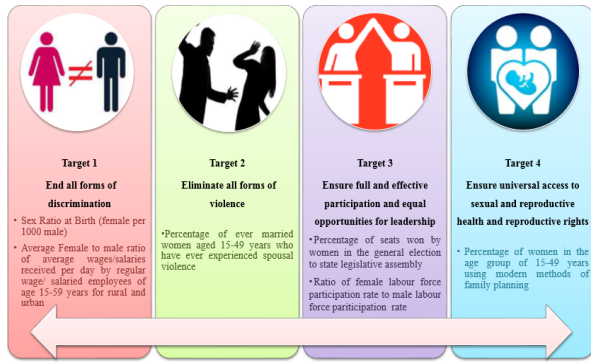 Target 1
End all forms of
discrimination
• Sex Ratio at Birth (female per
1000 male)
• Average Female to male ratio
of average wages/salaries
received per day by regular
wage/ salaried employees of
age 15-59 years for rural and
urban
Target 2
Eliminate all forms of
violence
•Percentage of ever married
women aged 15-49 years who
have ever experienced spousal
violence
Target 3
Ensure full and effective
participation and equal
opportunities for leadership
•Percentage of seats won by
women in the general election
to state legislative assembly
•Ratio of female labour force
participation rate to male labour
force pariticipation rate
Target 4
Ensure universal access to
sexual and reproductive
health and reproductive rights
• Percentage of women in the
age group of 15-49 years
using modern methods of
family planning